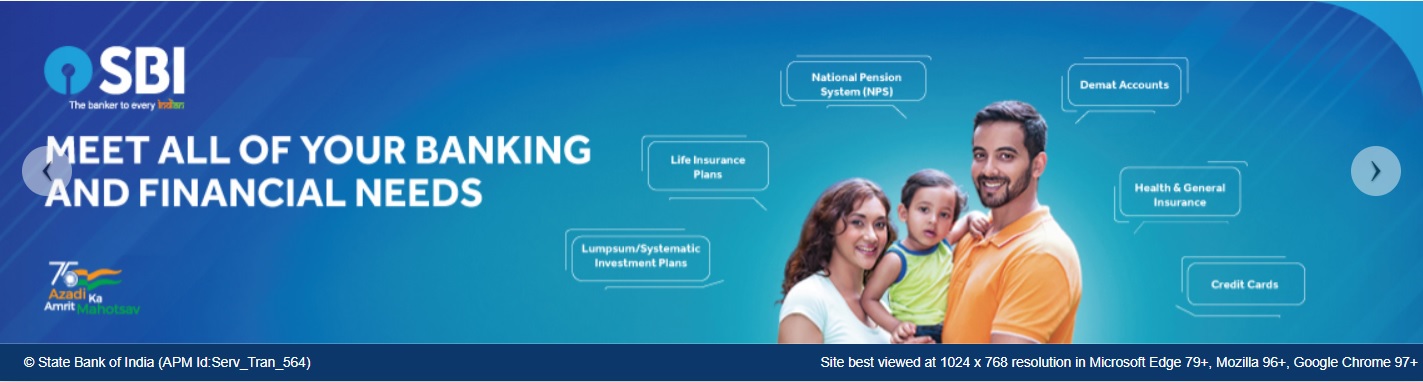 SBI
The banker to every Indian
MEET ALL OF YOUR BANKING
AND FINANCIAL NEEDS
75
Azadi Ka
Amrit Mahotsav
National Pension
System (NPS)
Demat Accounts
Life Insurance
Plans
Health & General
Insurance
Lumpsum/Systematic
Investment Plans
Credit Cards
© State Bank of India (APM Id:Serv_Tran_564)
Site best viewed at 1024 x 768 resolution in Microsoft Edge 79+, Mozilla 96+, Google Chrome 97+